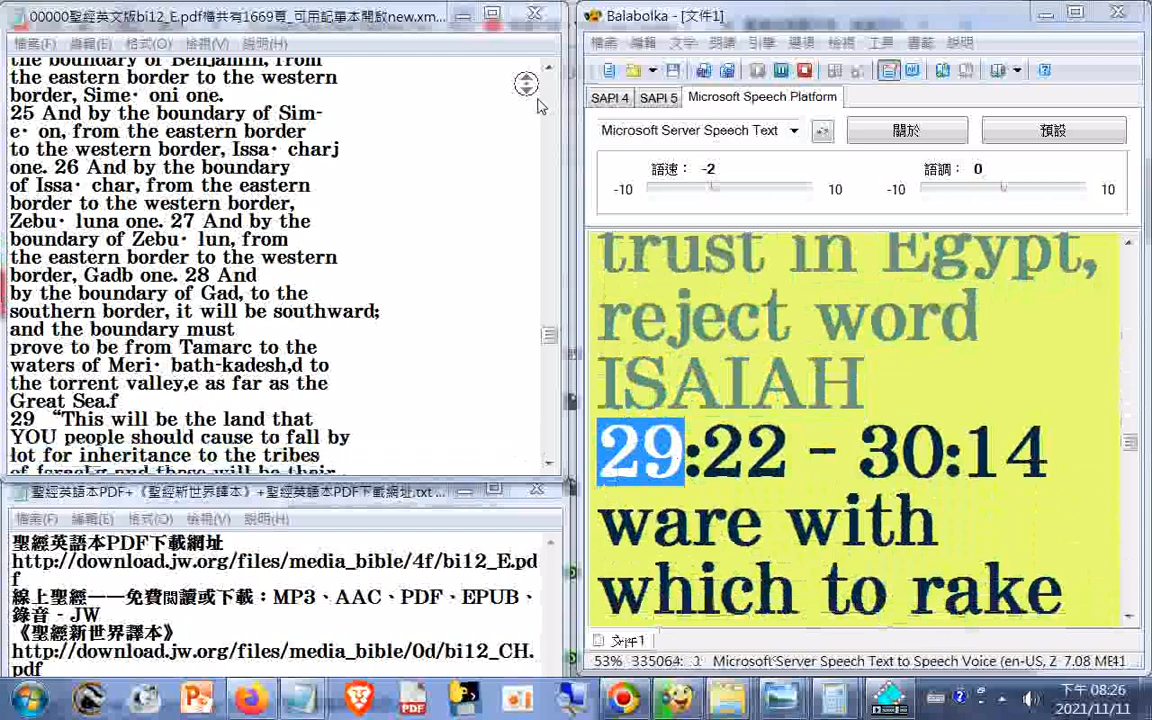 00000聖經英文版bi12_E.pdf檔共有1669頁_可用記事本開啟new.xm...
檔案(F) 編輯(E) 格式(O) 檢視(V) 說明(H)
the boundary of Benjamin, from
the eastern border to the western
border, Sime· oni one.
25 And by the boundary of Sim-
e· on, from the eastern border
to the western border, Issa· charj
one. 26 And by the boundary
of Issa· char, from the eastern
border to the western border,
Zebu· luna one. 27 And by the
boundary of Zebu· lun, from
the eastern border to the western
border, Gadb one. 28 And
by the boundary of Gad, to the
southern border, it will be southward;
and the boundary must
prove to be from Tamarc to the
waters of Meri· bath-kadesh,d to
the torrent valley,e as far as the
Great Sea.f
29 “This will be the land that
YOU people should cause to fall by
lot for inheritance to the tribes
of Israel,g and these will be their
聖經英語本PDF+《聖經新世界譯本》+聖經英語本PDF下載網址.txt ...
檔案(F) 編輯(E) 格式(O) 檢視(V) 說明(H)
聖經英語本PDF下載網址
http://download.jw.org/files/media_bible/4f/bi12_E.pd
f
線上聖經——免費閱讀或下載：MP3、AAC、PDF、EPUB、
錄音 - JW
《聖經新世界譯本》
http://download.jw.org/files/media_bible/0d/bi12_CH.
pdf
Balabolka - [文件1]
檔案 編輯 文字 朗讀 引擎 選項 檢視 工具 書籤 說明
SAPI 4 SAPI 5 Microsoft Speech Platform
Microsoft Server Speech Text 關於 預設
語速： -2 語調： 0
-10 10 -10 10
trust in Egypt,
reject word
ISAIAH
29:22 – 30:14
ware with
which to rake
文件1
53% 335064: Microsoft Server Speech Text to Speech Voice (en-US, Z 7.08 ME41
下午 08:26
2021/11/11